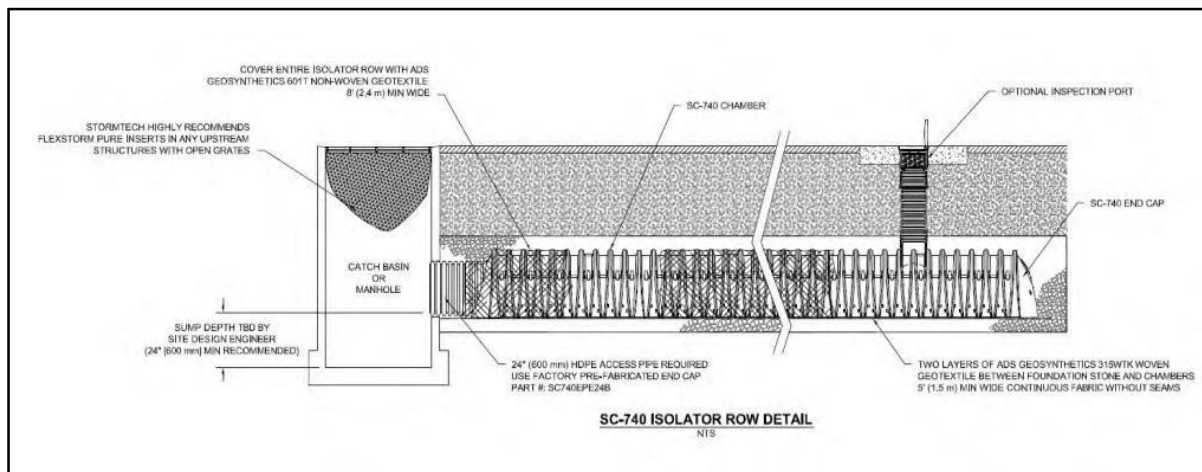 COVER ENTIRE ISOLATOR ROW WITH ADS
GEOSYNTHETICS 601T NON-WOVEN GEOTEXTILE
8' (2.4 m) MIN WIDE
STORMTECH HIGHLY RECOMMENDS
FLEXSTORM PURE INSERTS IN ANY UPSTREAM
STRUCTURES WITH OPEN GRATES
SC-740 CHAMBER
OPTIONAL INSPECTION PORT
SC-740 END CAP
CATCH BASIN
OR
MANHOLE
SUMP DEPTH TBD BY
SITE DESIGN ENGINEER
(24" [600 mm] MIN RECOMMENDED)
24" (600 mm) HDPE ACCESS PIPE REQUIRED
USE FACTORY PRE-FABRICATED END CAP
PART #: SC740EPE24B
TWO LAYERS OF ADS GEOSYNTHETICS 315WTK WOVEN
GEOTEXTILE BETWEEN FOUNDATION STONE AND CHAMBERS
5' (1.5 m) MIN WIDE CONTINUOUS FABRIC WITHOUT SEAMS
SC-740 ISOLATOR ROW DETAIL
NTS